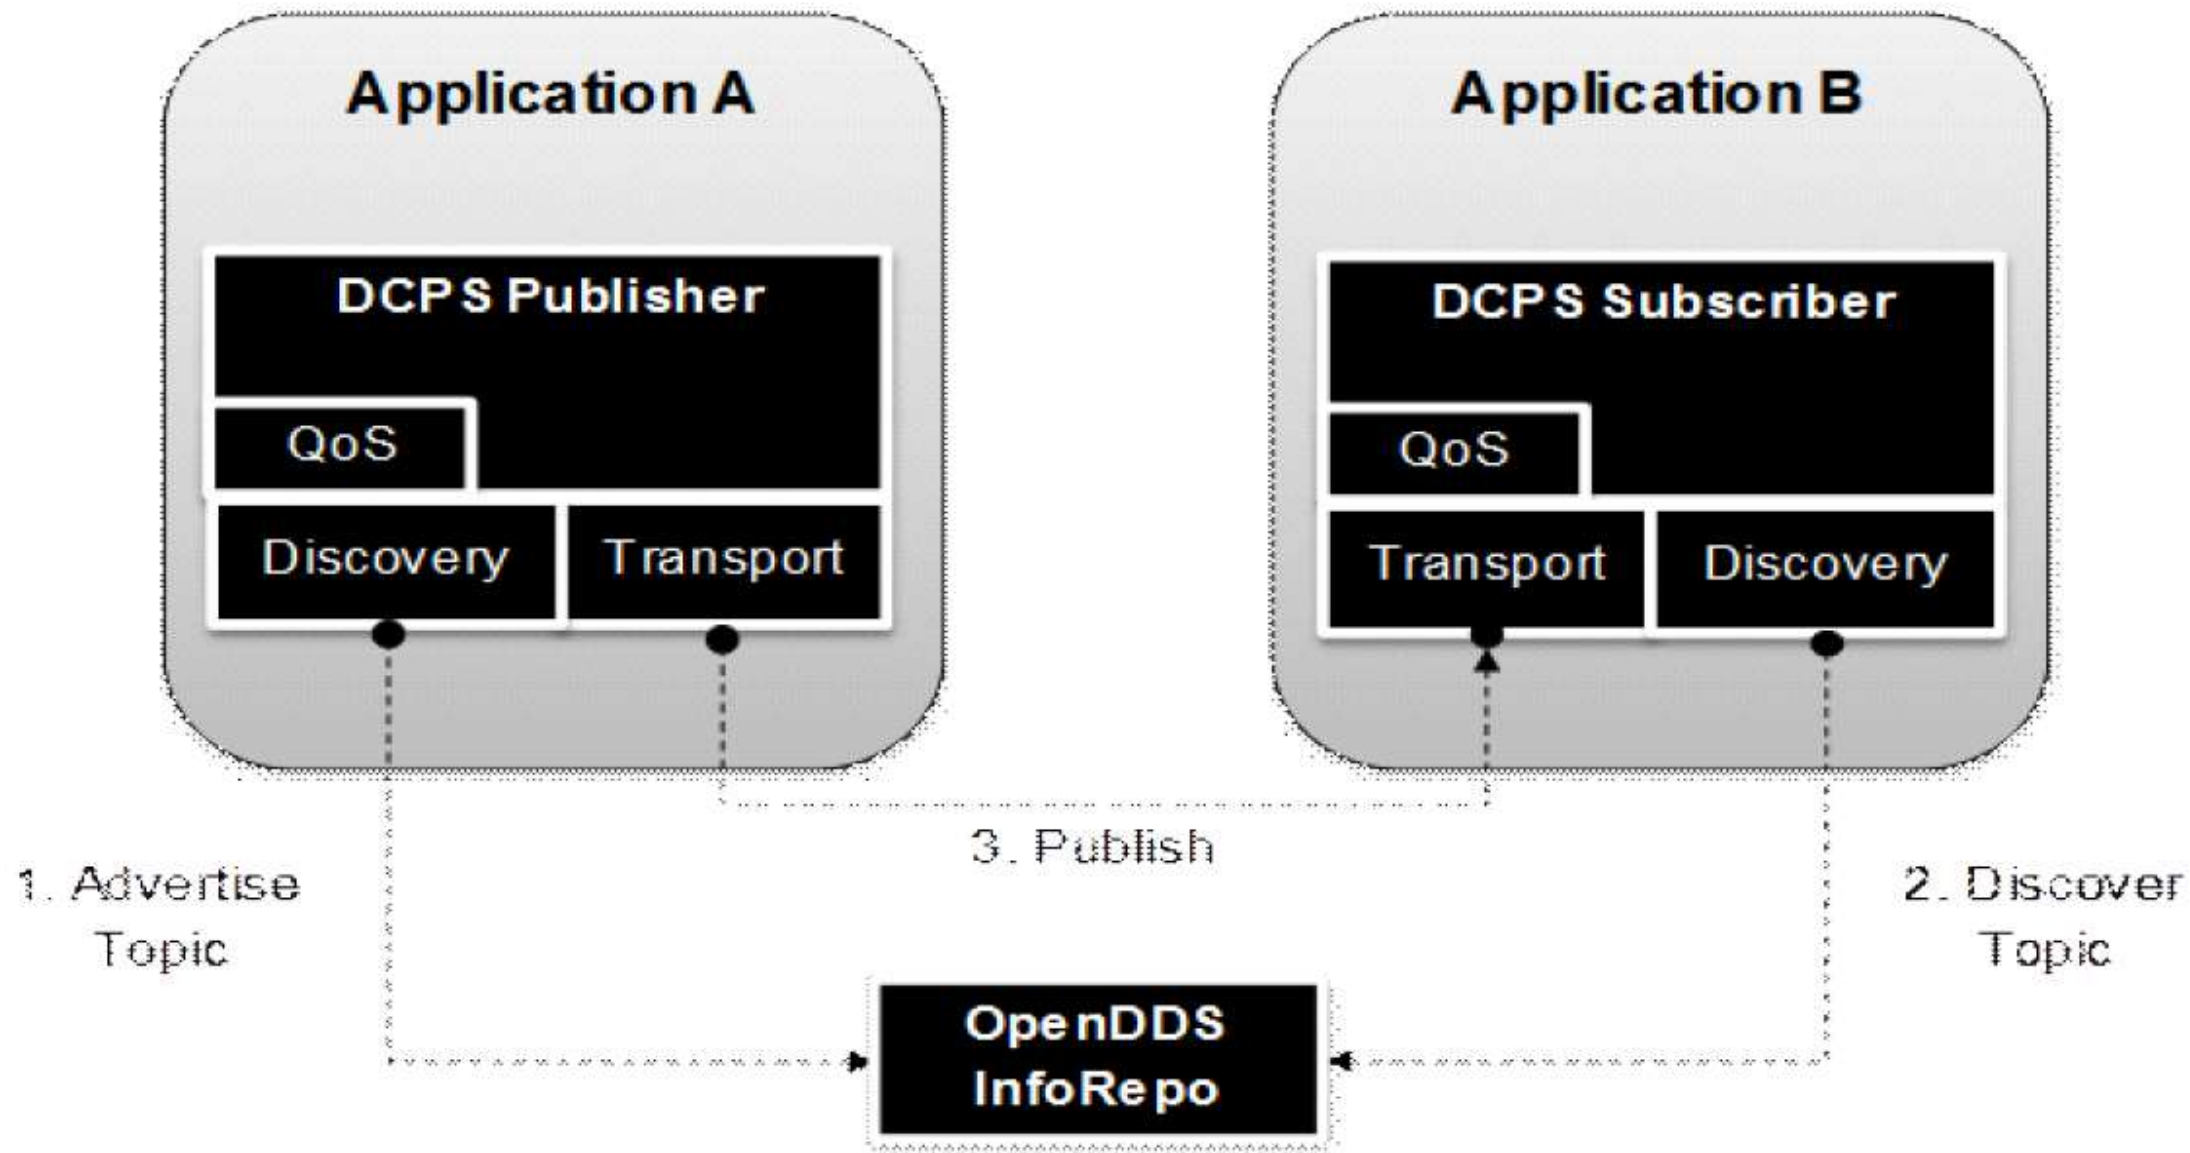 Application A
Application B
DCPS Publisher
DCPS Subscriber
QoS
QoS
Discovery
Transport
Transport
Discovery
3. Publish
1. Advertise
Topic
2. Discover
Topic
OpenDDS
InfoRepo